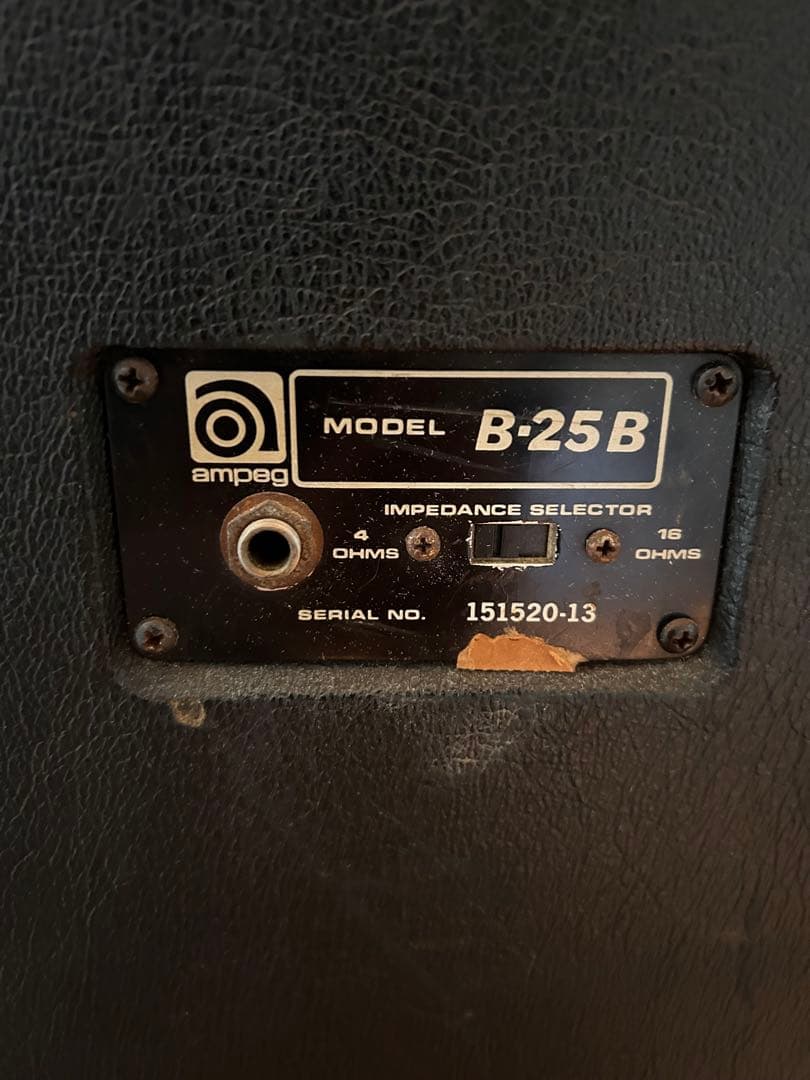 ampeg
MODEL B-25B
IMPEDANCE SELECTOR
4 OHMS
16 OHMS
SERIAL NO. 151520-13